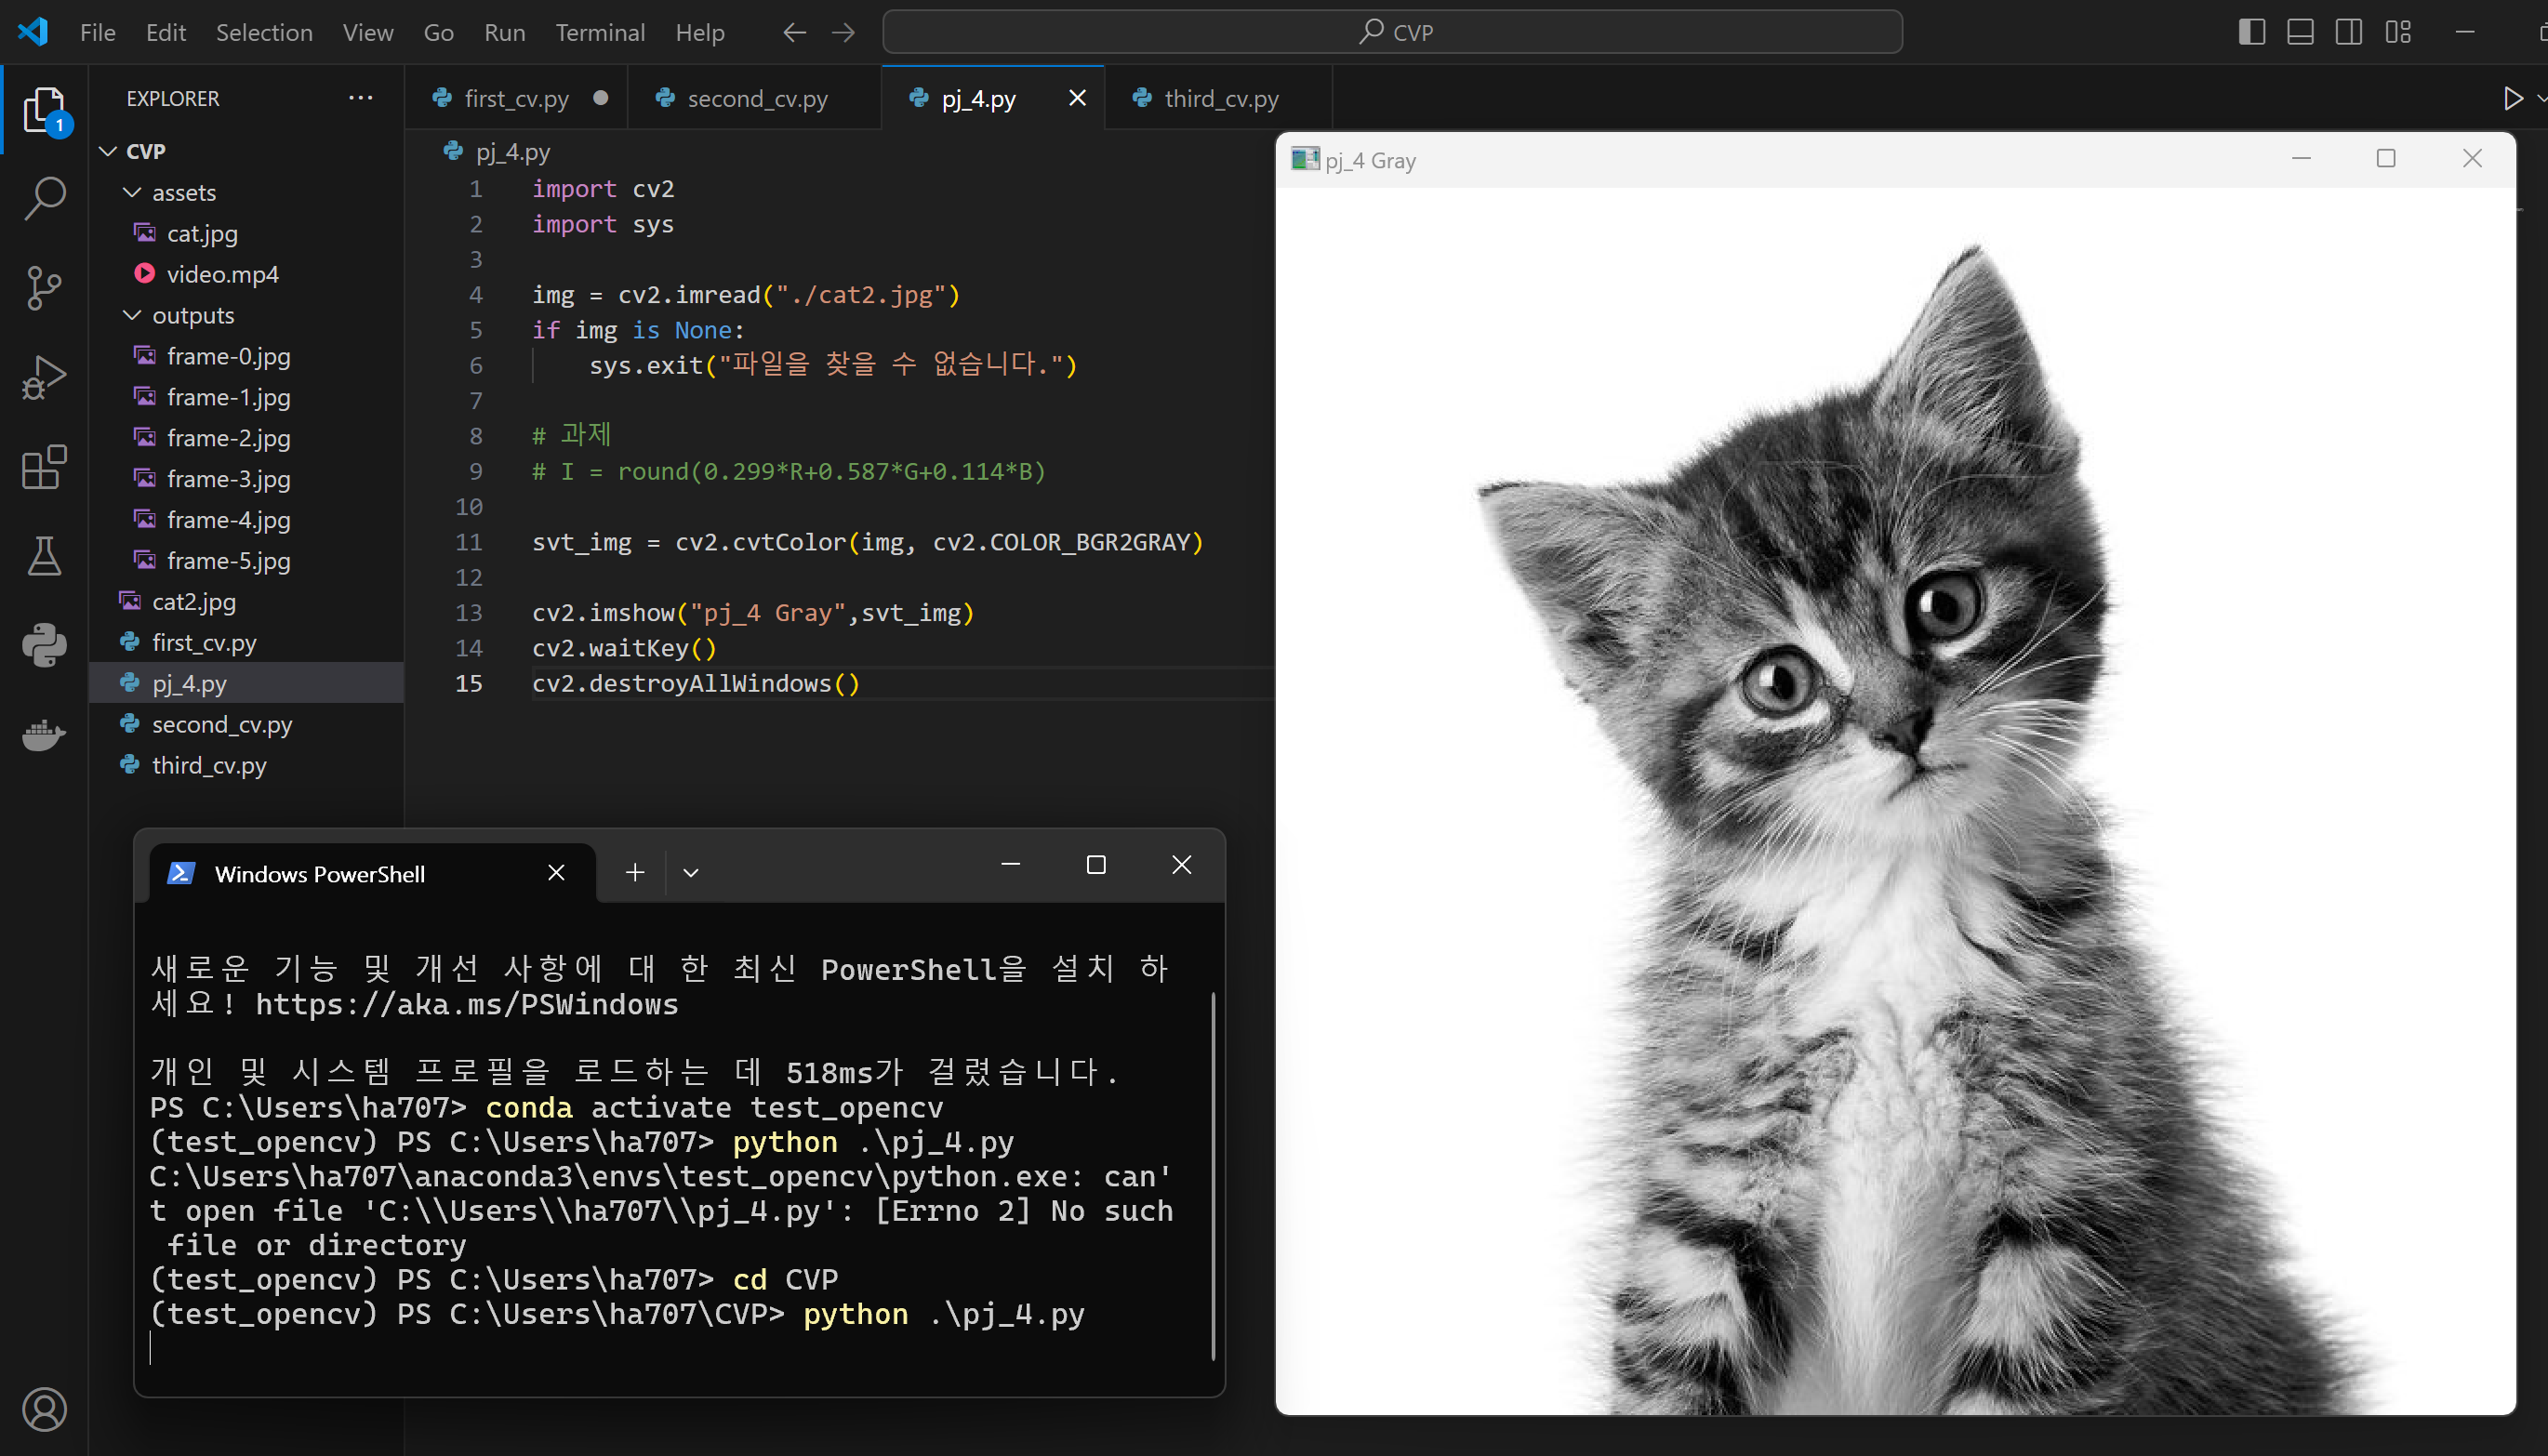 File Edit Selection View Go Run Terminal Help
CVP
EXPLORER
first_cv.py
second_cv.py
pj_4.py
third_cv.py
CVP
assets
cat.jpg
video.mp4
outputs
frame-0.jpg
frame-1.jpg
frame-2.jpg
frame-3.jpg
frame-4.jpg
frame-5.jpg
cat2.jpg
first_cv.py
pj_4.py
second_cv.py
third_cv.py
1
pj_4.py
1 import cv2
2 import sys
3
4 img = cv2.imread("./cat2.jpg")
5 if img is None:
6 sys.exit("파일을 찾을 수 없습니다.")
7
8 # 과제
9 # I = round(0.299*R+0.587*G+0.114*B)
10
11 svt_img = cv2.cvtColor(img, cv2.COLOR_BGR2GRAY)
12
13 cv2.imshow("pj_4 Gray",svt_img)
14 cv2.waitKey()
15 cv2.destroyAllWindows()
pj_4 Gray
Windows PowerShell
새로운 기능 및 개선 사항에 대 한 최신 PowerShell을 설치 하
세요! https://aka.ms/PSWindows
개인 및 시스템 프로필을 로드하는 데 518ms가 걸렸습니다.
PS C:\Users\ha707> conda activate test_opencv
(test_opencv) PS C:\Users\ha707> python .\pj_4.py
C:\Users\ha707\anaconda3\envs\test_opencv\python.exe: can'
t open file 'C:\\Users\\ha707\\pj_4.py': [Errno 2] No such
file or directory
(test_opencv) PS C:\Users\ha707> cd CVP
(test_opencv) PS C:\Users\ha707\CVP> python .\pj_4.py